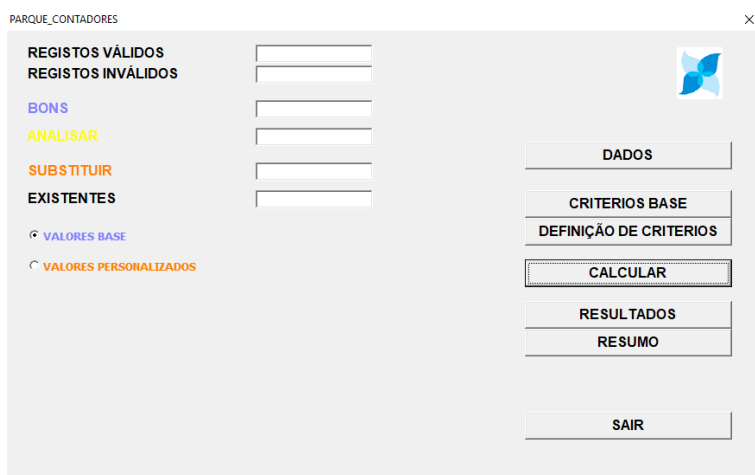 PARQUE_CONTADORES
REGISTOS VÁLIDOS
REGISTOS INVÁLIDOS
BONS
ANALISAR
SUBSTITUIR
EXISTENTES
VALORES BASE
VALORES PERSONALIZADOS
DADOS
CRITERIOS BASE
DEFINIÇÃO DE CRITERIOS
CALCULAR
RESULTADOS
RESUMO
SAIR